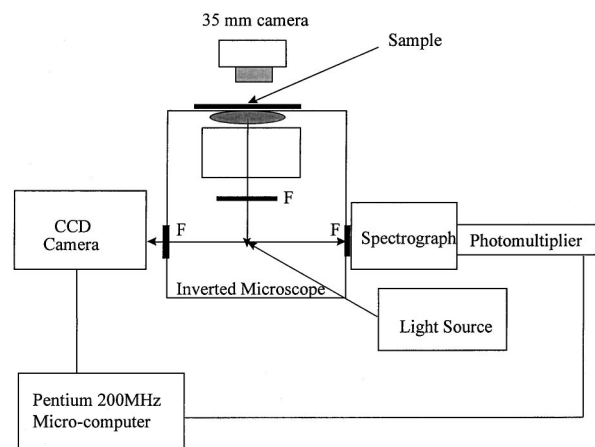 35 mm camera
Sample
F
F
F
CCD
Camera
Spectrograph
Photomultiplier
Inverted Microscope
Light Source
Pentium 200MHz
Micro-computer